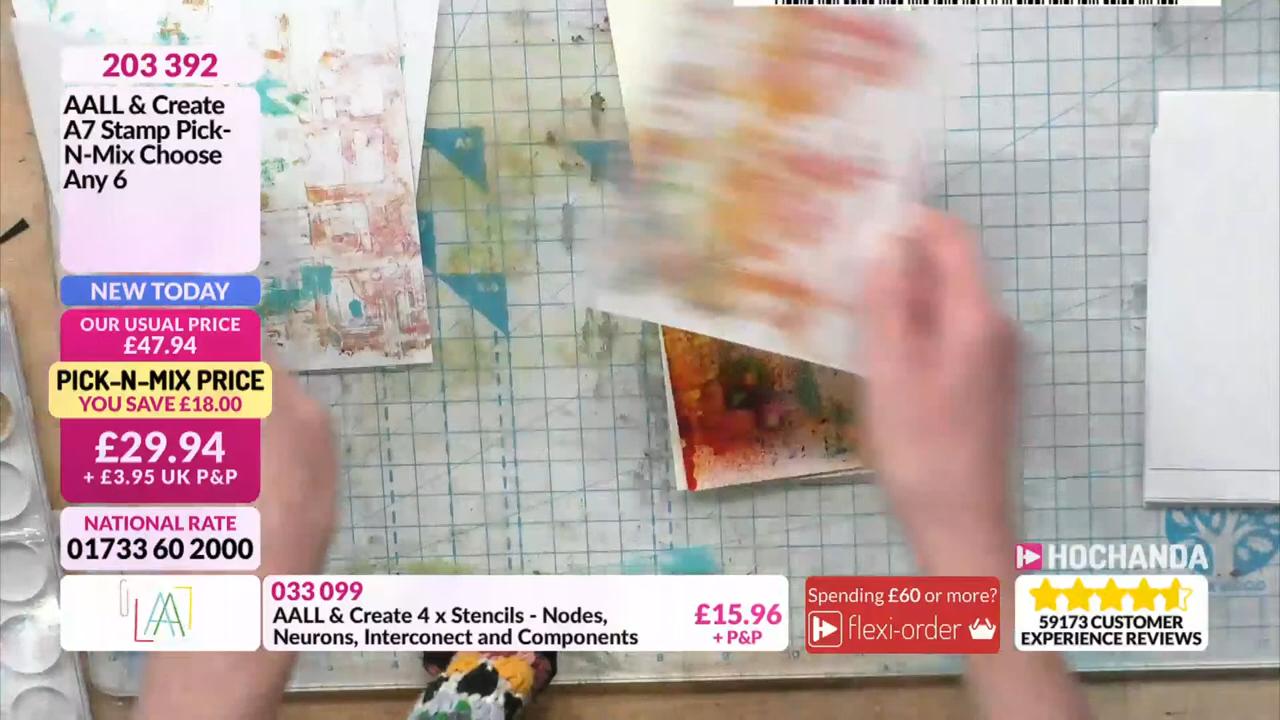 203 392
AALL & Create
A7 Stamp Pick-
N-Mix Choose
Any 6
NEW TODAY
OUR USUAL PRICE
£47.94
PICK-N-MIX PRICE
YOU SAVE £18.00
£29.94
+ £3.95 UK P&P
NATIONAL RATE
01733 60 2000
LAA
033 099
AALL & Create 4 x Stencils - Nodes,
Neurons, Interconect and Components
£15.96
+ P&P
Spending £60 or more?
flexi-order
HOCHANDA
59173 CUSTOMER
EXPERIENCE REVIEWS